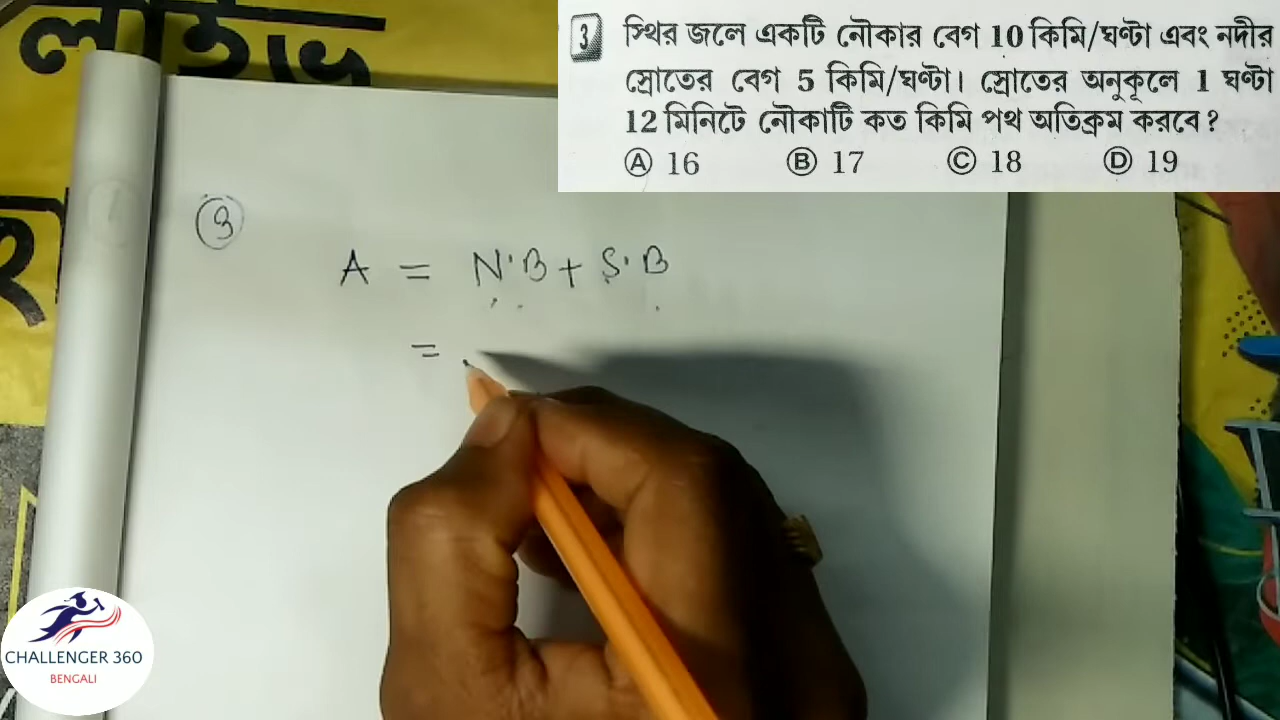 লাইভ
3 স্থির জলে একটি নৌকার বেগ 10 কিমি/ঘণ্টা এবং নদীর
স্রোতের বেগ 5 কিমি/ঘণ্টা। স্রোতের অনুকূলে 1 ঘণ্টা
12 মিনিটে নৌকাটি কত কিমি পথ অতিক্রম করবে?
Ⓐ 16 Ⓑ 17 Ⓒ 18 Ⓓ 19
③
A = N.B + S.B
=
CHALLENGER 360
BENGALI